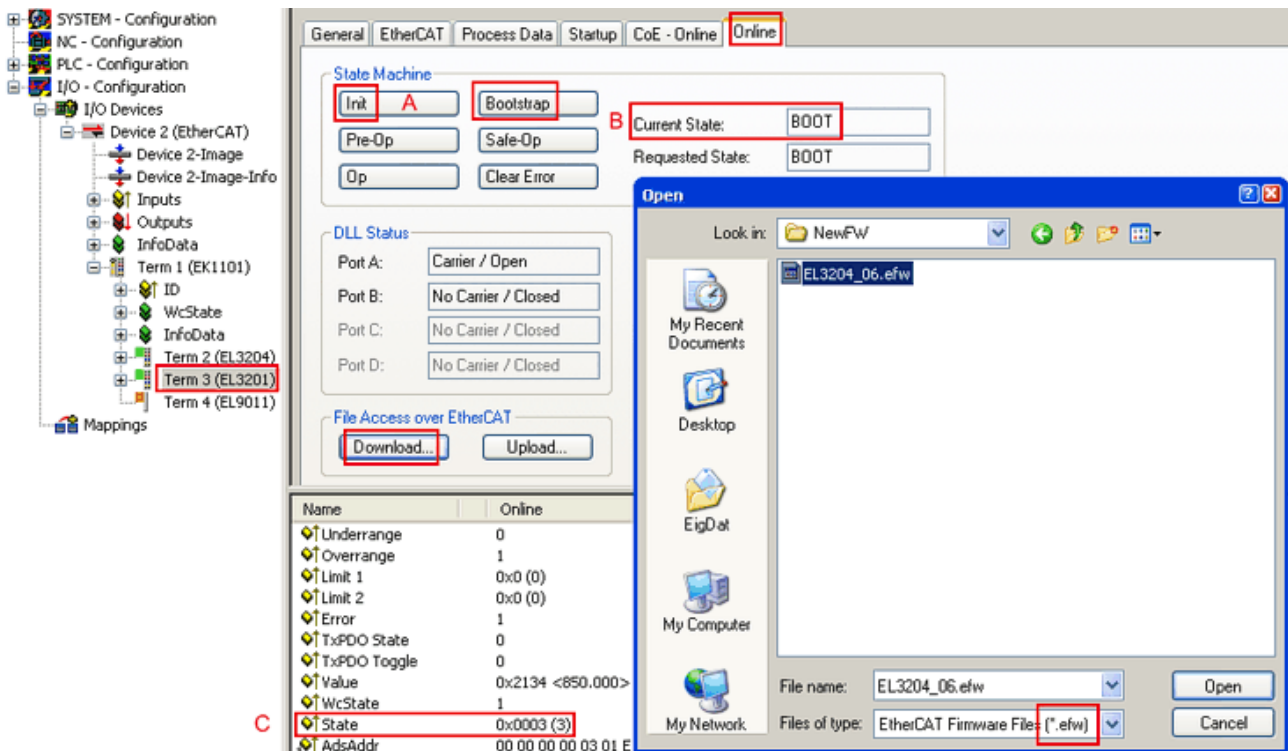 SYSTEM - Configuration
NC - Configuration
PLC - Configuration
I/O - Configuration
I/O Devices
Device 2 (EtherCAT)
Device 2-Image
Device 2-Image-Info
Inputs
Outputs
InfoData
Term 1 (EK1101)
ID
WcState
InfoData
Term 2 (EL3204)
Term 3 (EL3201)
Term 4 (EL9011)
Mappings
General EtherCAT Process Data Startup CoE - Online Online
State Machine
Init A Bootstrap
Pre-Op Safe-Op
Op Clear Error
B Current State: BOOT
Requested State: BOOT
DLL Status
Port A: Carrier / Open
Port B: No Carrier / Closed
Port C: No Carrier / Closed
Port D: No Carrier / Closed
File Access over EtherCAT
Download... Upload...
Name Online
Underrange 0
Overrange 1
Limit 1 0x0 (0)
Limit 2 0x0 (0)
Error 1
TxPDO State 0
TxPDO Toggle 0
Value 0x2134 <850.000>
WcState 1
C State 0x0003 (3)
AdsAddr 00 00 00 00 03 01 E
Open
Look in: NewFW
EL3204_06.efw
My Recent
Documents
Desktop
EigDat
My Computer
My Network
File name: EL3204_06.efw Open
Files of type: EtherCAT Firmware Files (*.efw) Cancel